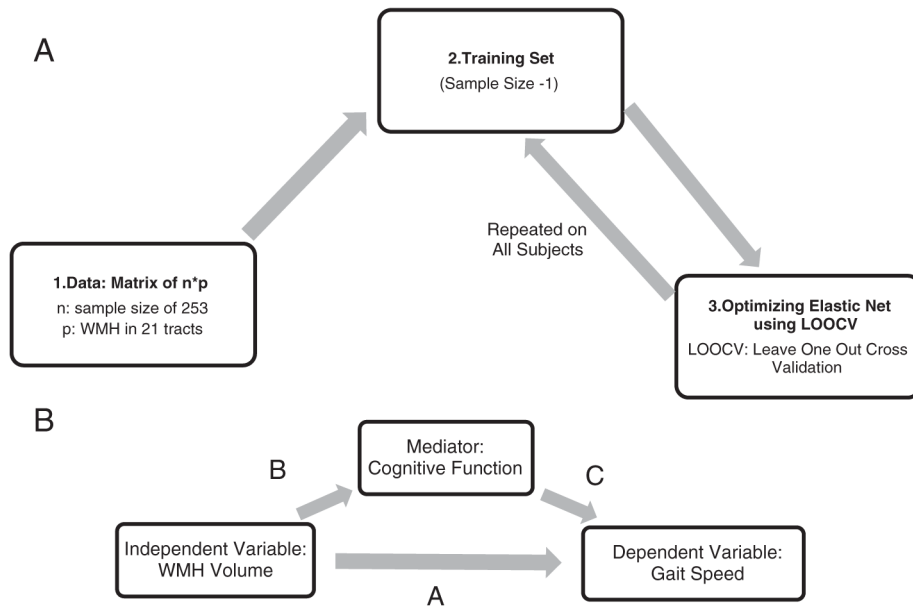 A
2.Training Set
(Sample Size -1)
Repeated on
All Subjects
1.Data: Matrix of n*p
n: sample size of 253
p: WMH in 21 tracts
3.Optimizing Elastic Net
using LOOCV
LOOCV: Leave One Out Cross
Validation
B
Mediator:
Cognitive Function
B
C
Independent Variable:
WMH Volume
Dependent Variable:
Gait Speed
A